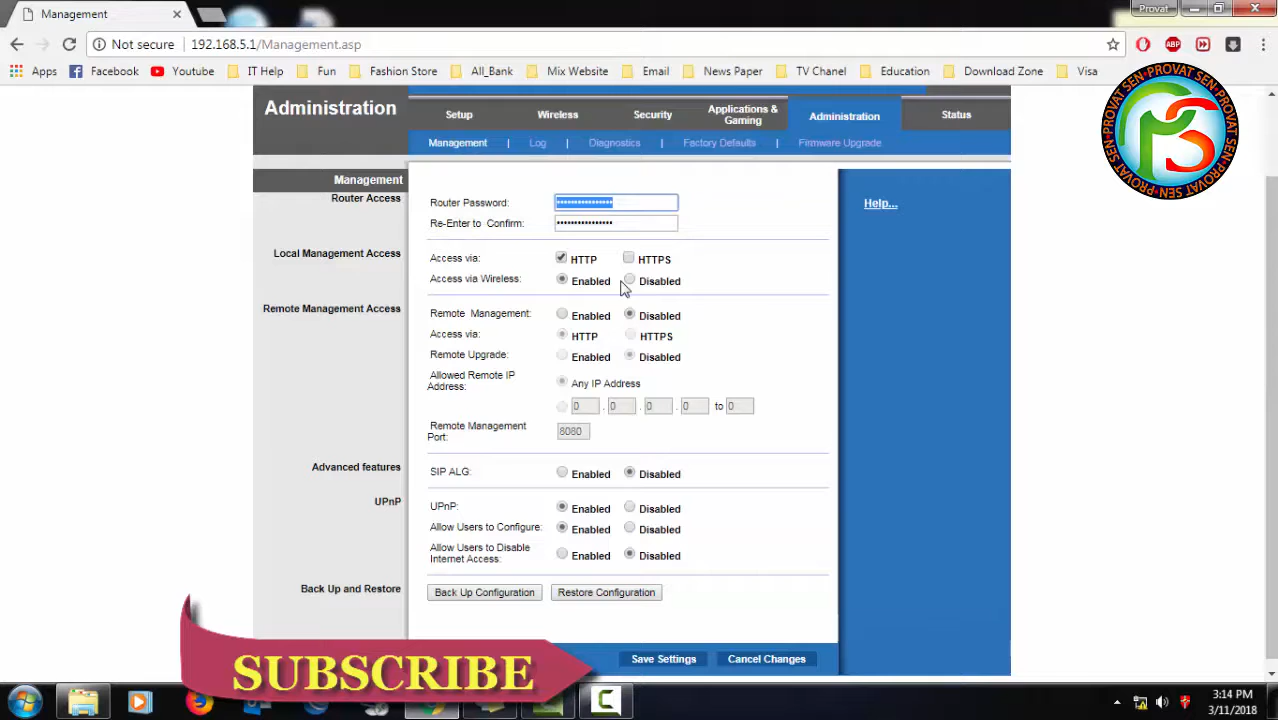 Management
Provat
Not secure | 192.168.5.1/Management.asp
ABP
Apps Facebook Youtube IT Help Fun Fashion Store All_Bank Mix Website Email News Paper TV Chanel Education Download Zone Visa
PROVAT SEN PROVAT SEN
PS
Administration
Setup Wireless Security Applications & Gaming Administration Status
Management | Log | Diagnostics | Factory Defaults | Firmware Upgrade
Management
Router Access
Router Password: •••••••••••••••
Help...
Re-Enter to Confirm: •••••••••••••••
Local Management Access
Access via: HTTP HTTPS
Access via Wireless: Enabled Disabled
Remote Management Access
Remote Management: Enabled Disabled
Access via: HTTP HTTPS
Remote Upgrade: Enabled Disabled
Allowed Remote IP
Address:
Any IP Address
0 . 0 . 0 . 0 to 0
Remote Management
Port:
8080
Advanced features
SIP ALG: Enabled Disabled
UPnP
UPnP: Enabled Disabled
Allow Users to Configure: Enabled Disabled
Allow Users to Disable
Internet Access:
Enabled Disabled
Back Up and Restore
Back Up Configuration Restore Configuration
Save Settings Cancel Changes
SUBSCRIBE
3:14 PM
3/11/2018